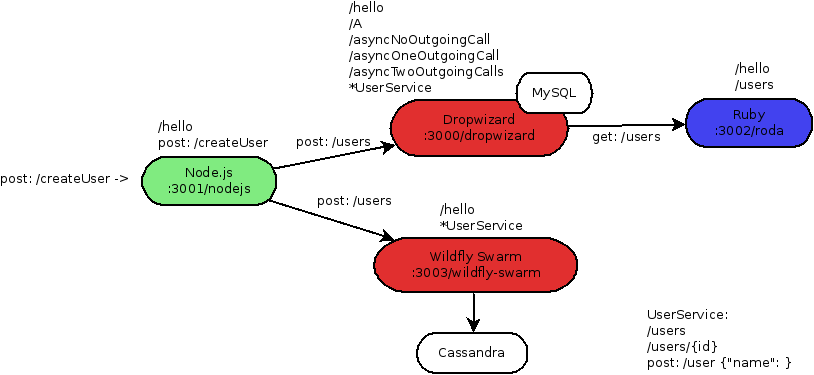 /hello
/A
/asyncNoOutgoingCall
/asyncOneOutgoingCall
/asyncTwoOutgoingCalls
*UserService
MySQL
/hello
/users
Dropwizard
:3000/dropwizard
Ruby
:3002/roda
get: /users
/hello
post: /createUser
post: /users
post: /createUser ->
Node.js
:3001/nodejs
post: /users
/hello
*UserService
Wildfly Swarm
:3003/wildfly-swarm
Cassandra
UserService:
/users
/users/{id}
post: /user {"name": }